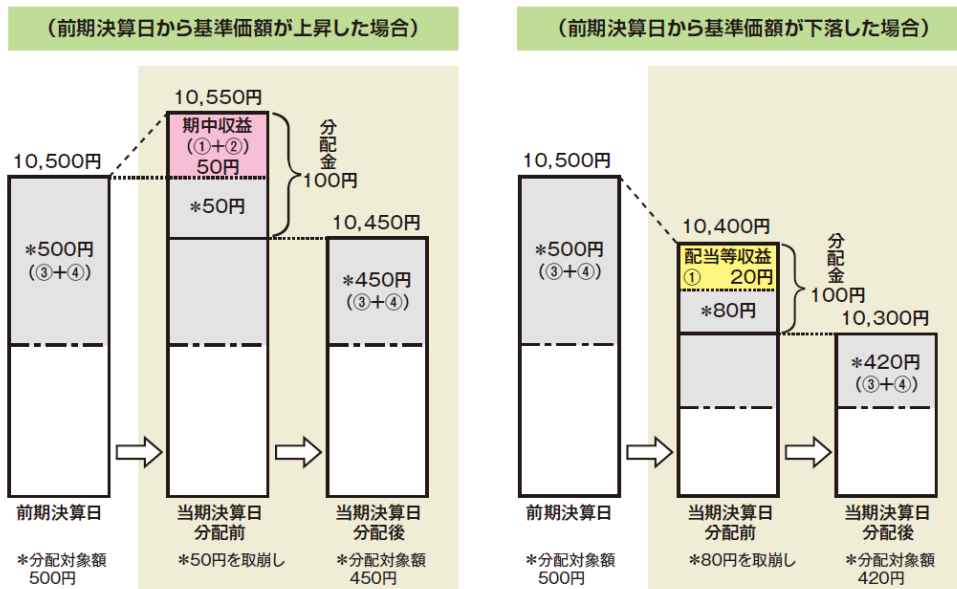 （前期決算日から基準価額が上昇した場合）
10,500円
＊500円
（③＋④）
10,550円
期中収益
（①＋②）
50円
＊50円
分配金
100円
10,450円
＊450円
（③＋④）
前期決算日
当期決算日
分配前
当期決算日
分配後
＊分配対象額
500円
＊50円を取崩し
＊分配対象額
450円
（前期決算日から基準価額が下落した場合）
10,500円
＊500円
（③＋④）
10,400円
配当等収益
① 20円
＊80円
分配金
100円
10,300円
＊420円
（③＋④）
前期決算日
当期決算日
分配前
当期決算日
分配後
＊分配対象額
500円
＊80円を取崩し
＊分配対象額
420円